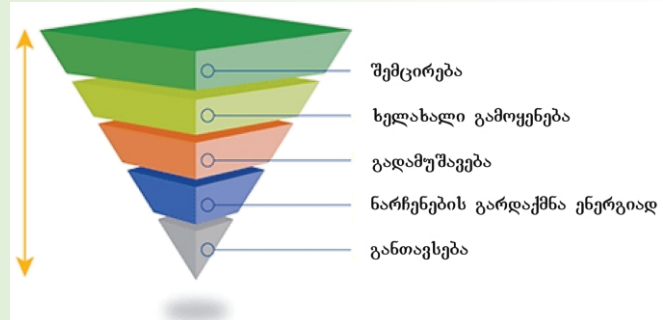 შემცირება
ხელახალი გამოყენება
გადამუშავება
ნარჩენების გარდაქმნა ენერგიად
განთავსება